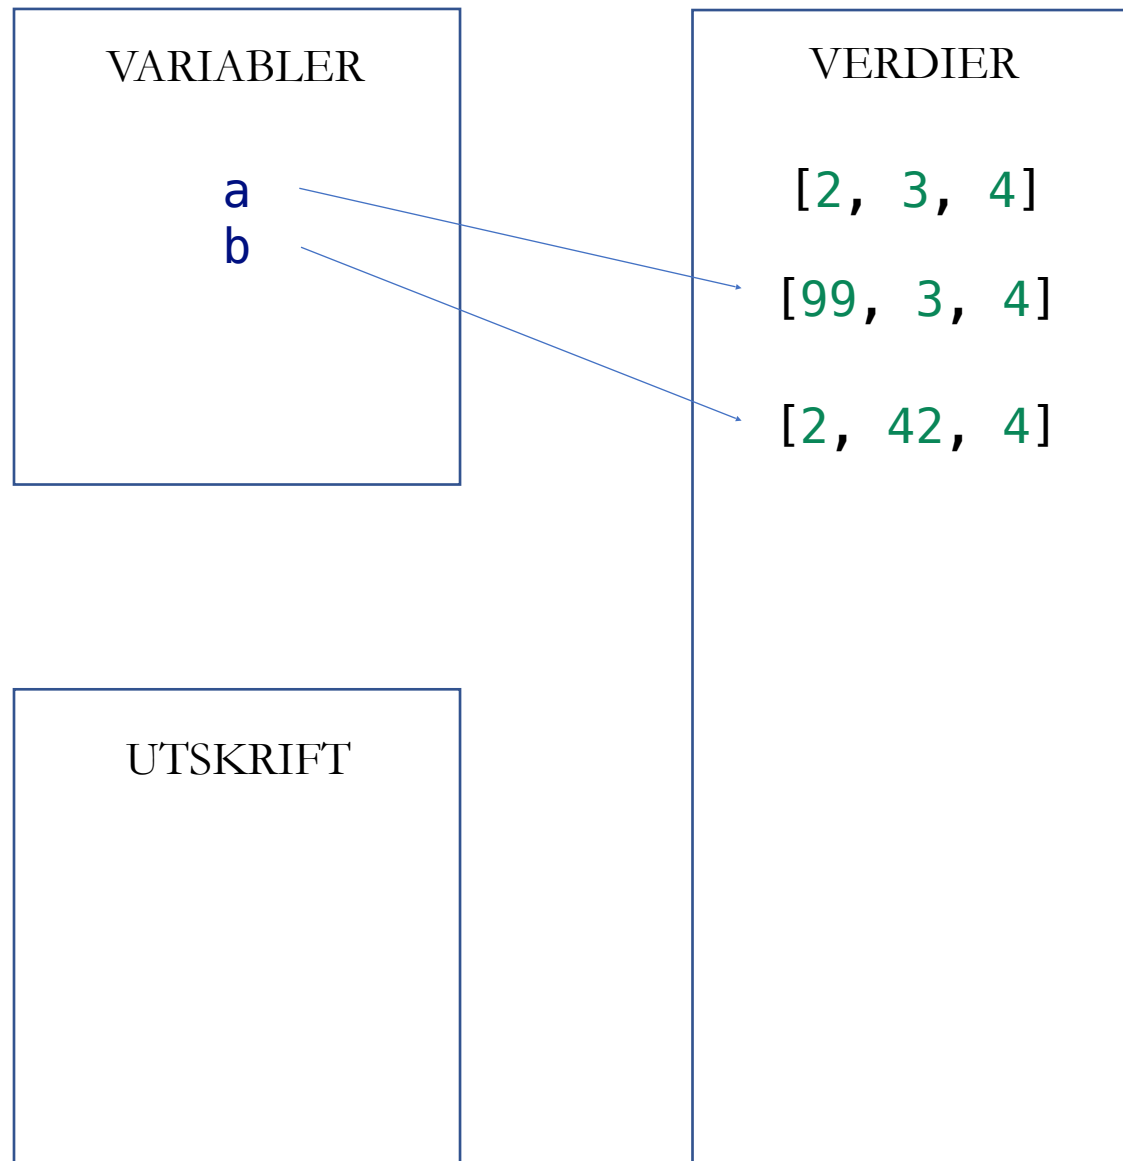 VARIABLER
a
b
VERDIER
[2, 3, 4]
[99, 3, 4]
[2, 42, 4]
UTSKRIFT